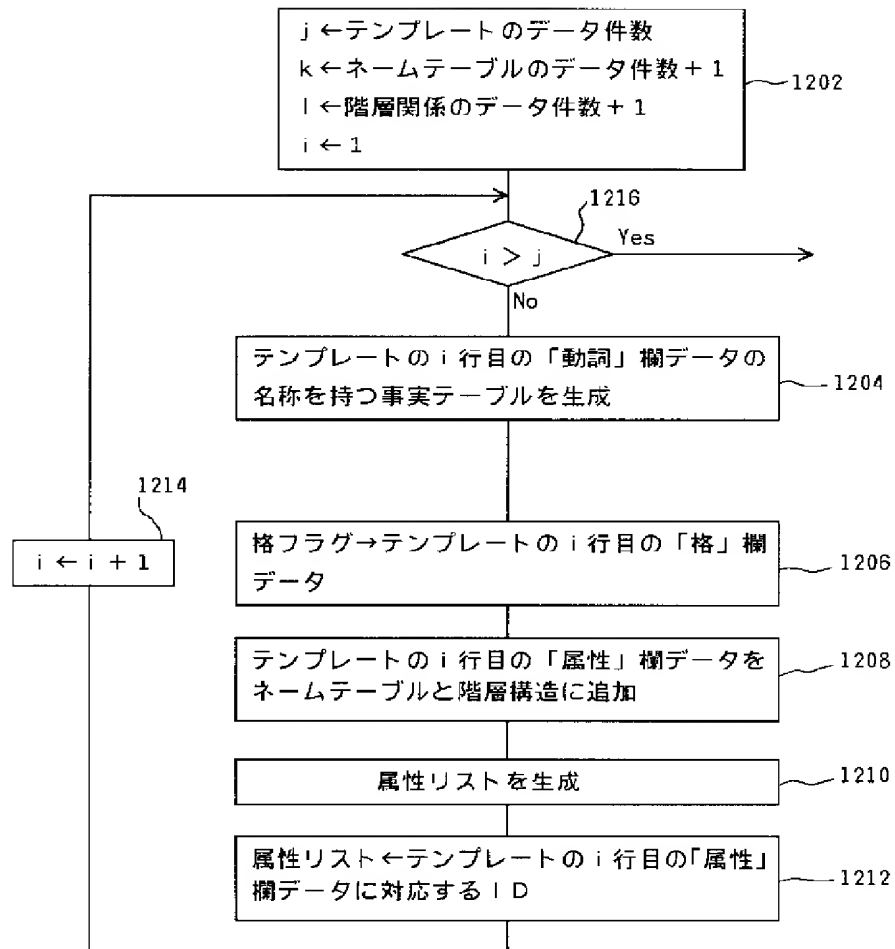 j←テンプレートのデータ件数
k←ネームテーブルのデータ件数+1
l←階層関係のデータ件数+1
i←1
1202
1216
i>j
Yes
No
テンプレートのi行目の「動詞」欄データの
名称を持つ事実テーブルを生成
1204
1214
i←i+1
格フラグ→テンプレートのi行目の「格」欄
データ
1206
テンプレートのi行目の「属性」欄データを
ネームテーブルと階層構造に追加
1208
属性リストを生成
1210
属性リスト←テンプレートのi行目の「属性」
欄データに対応するID
1212